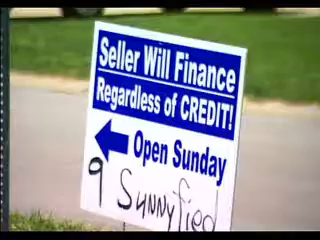 Seller Will Finance
Regardless of CREDIT!
Open Sunday
9 Sunnyfied